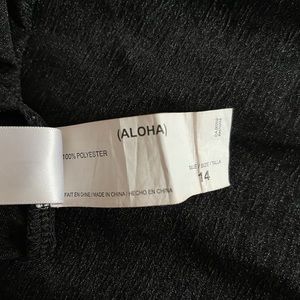 (ALOHA)
100% POLYESTER
SIZE / TALLA
14
FAIT EN CHINE / MADE IN CHINA / HECHO EN CHINA